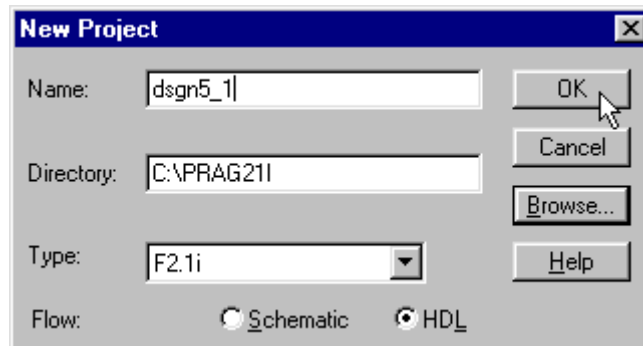 New Project
Name: dsgn5_1 OK
Cancel
Directory: C:\PRAG21I
Browse...
Type: F2.1i Help
Flow: Schematic HDL